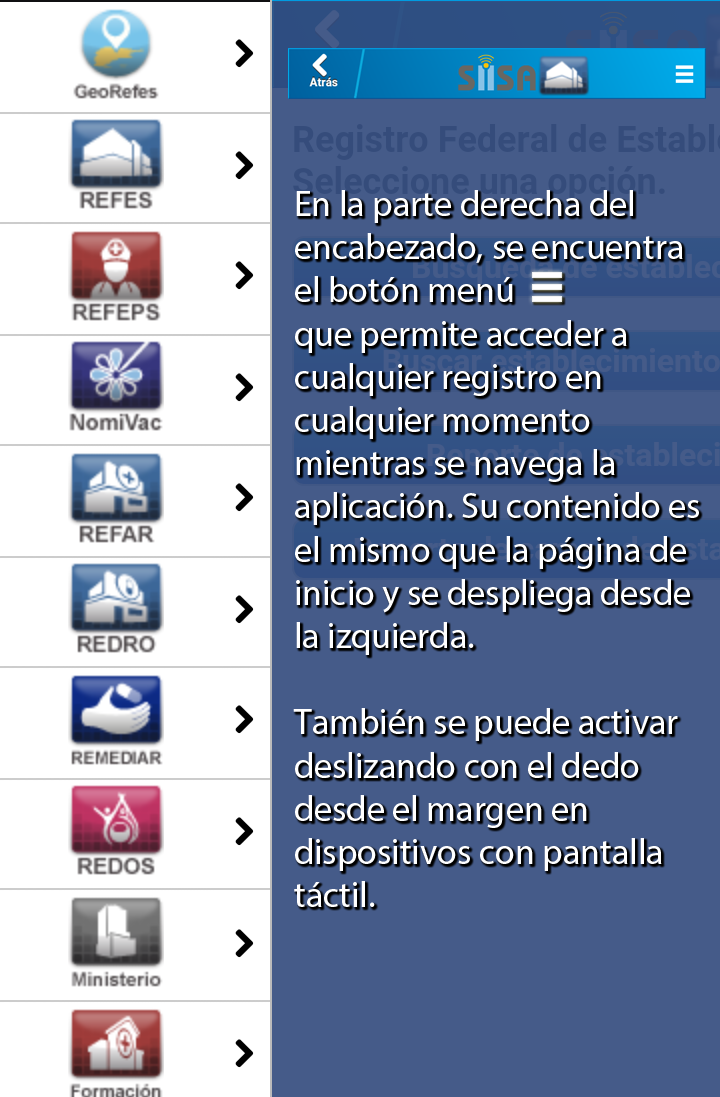 GeoRefes
REFES
REFEPS
NomiVac
REFAR
REDRO
REMEDIAR
REDOS
Ministerio
Formación
Atrás
SIISA
Registro Federal de Establ
Seleccione una opción.
En la parte derecha del
encabezado, se encuentra
el botón menú
que permite acceder a
cualquier registro en
cualquier momento
mientras se navega la
aplicación. Su contenido es
el mismo que la página de
inicio y se despliega desde
la izquierda.
También se puede activar
deslizando con el dedo
desde el margen en
dispositivos con pantalla
táctil.
Buscar establecimiento